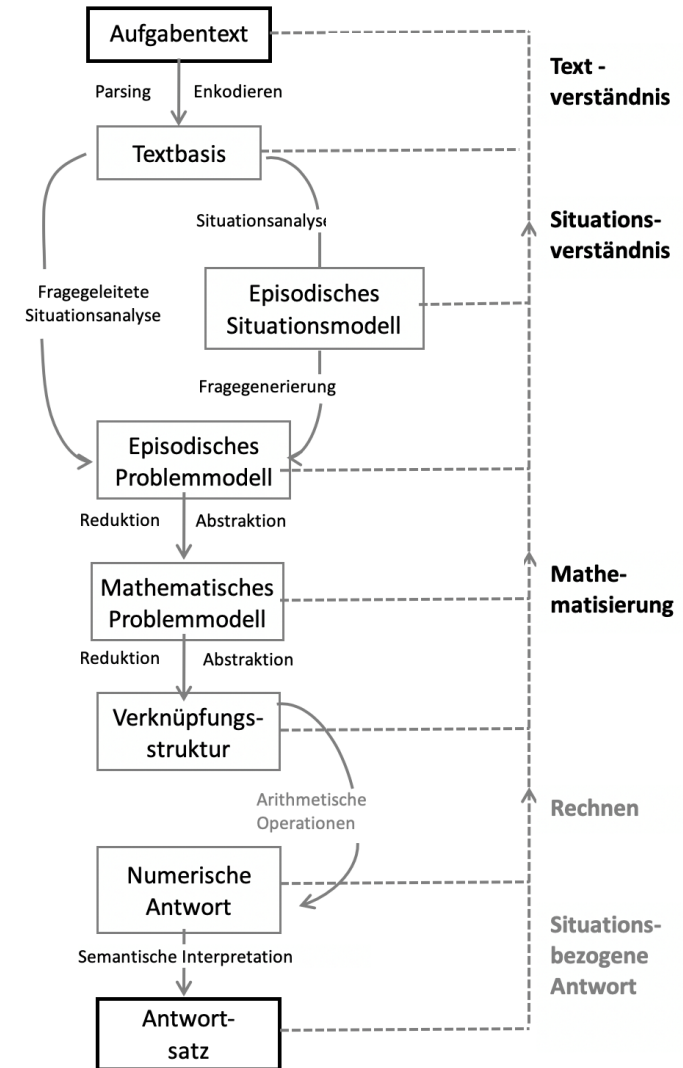 Aufgabentext
Text -
verständnis
Parsing Enkodieren
Textbasis
Situationsanalyse
Situations-
verständnis
Fragegeleitete
Situationsanalyse
Episodisches
Situationsmodell
Fragegenerierung
Episodisches
Problemmodell
Reduktion Abstraktion
Mathematisches
Problemmodell
Mathe-
matisierung
Reduktion Abstraktion
Verknüpfungs-
struktur
Arithmetische
Operationen
Rechnen
Numerische
Antwort
Situations-
bezogene
Antwort
Semantische Interpretation
Antwort-
satz